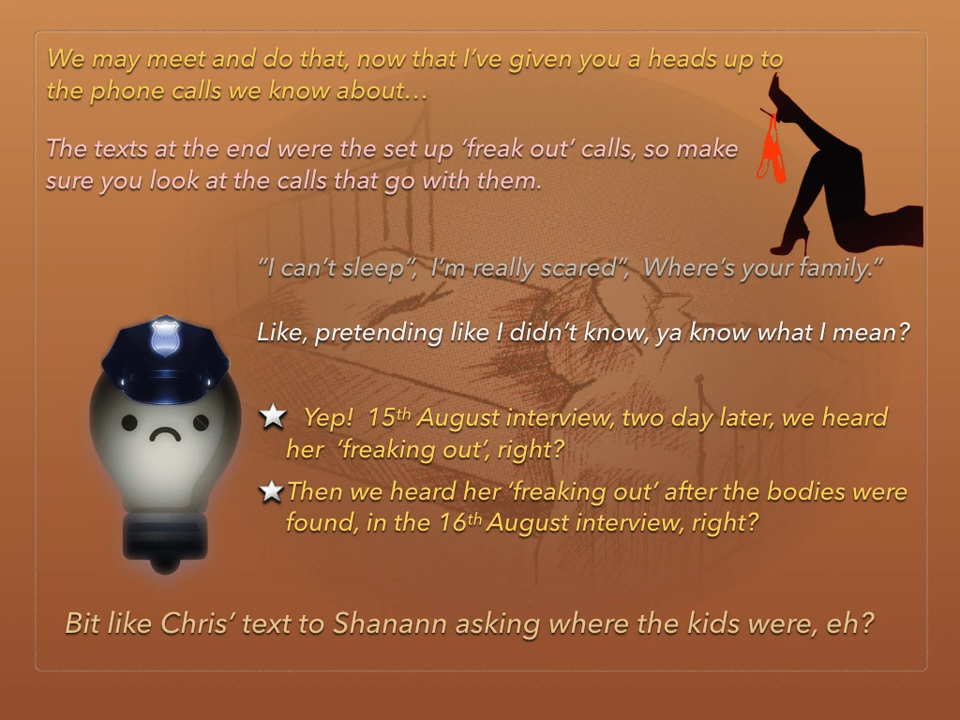 We may meet and do that, now that I've given you a heads up to
the phone calls we know about…
The texts at the end were the set up 'freak out' calls, so make
sure you look at the calls that go with them.
"I can't sleep", I'm really scared", Where's your family."
Like, pretending like I didn't know, ya know what I mean?
Yep! 15th August interview, two day later, we heard
her 'freaking out', right?
Then we heard her 'freaking out' after the bodies were
found, in the 16th August interview, right?
Bit like Chris' text to Shanann asking where the kids were, eh?